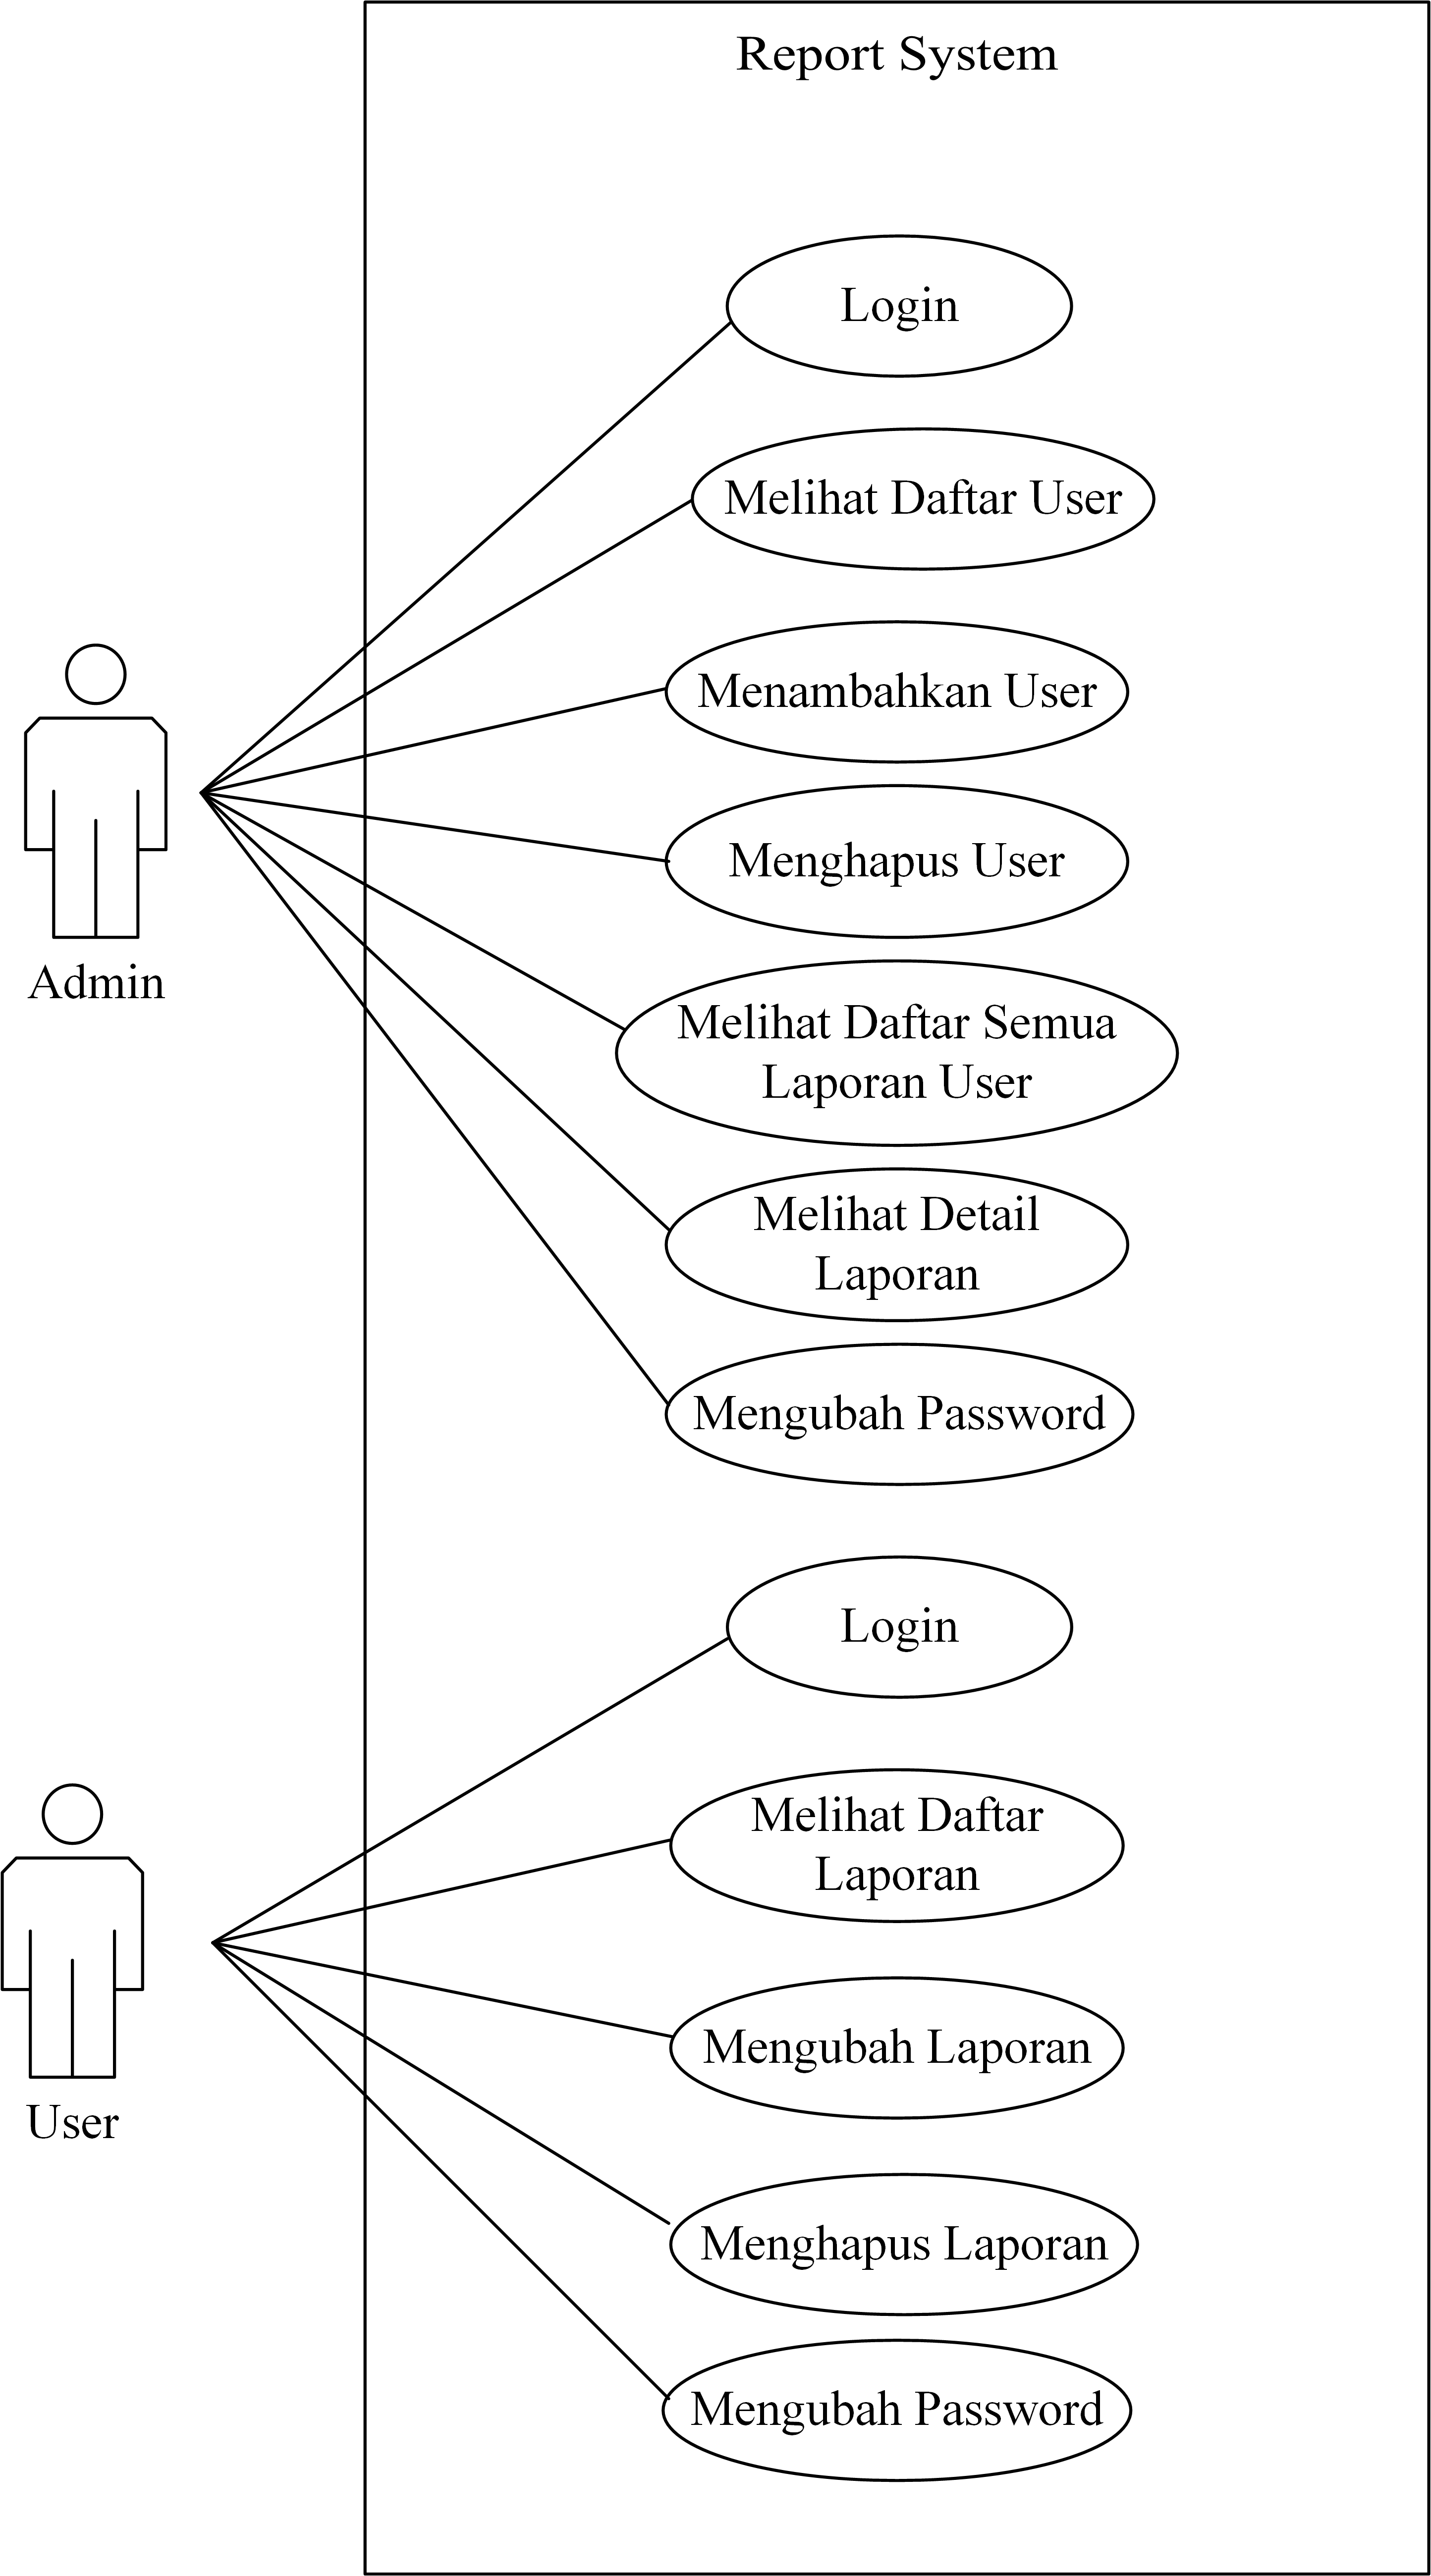 Report System
Login
Melihat Daftar User
Menambahkan User
Menghapus User
Admin
Melihat Daftar Semua
Laporan User
Melihat Detail
Laporan
Mengubah Password
Login
Melihat Daftar
Laporan
Mengubah Laporan
User
Menghapus Laporan
Mengubah Password